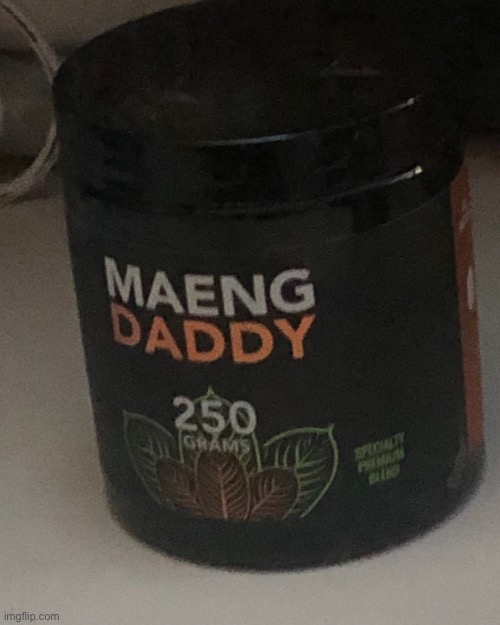 MAENG
DADDY
250
GRAMS
SPECIALTY
PREMIUM
BLEND
imgflip.com